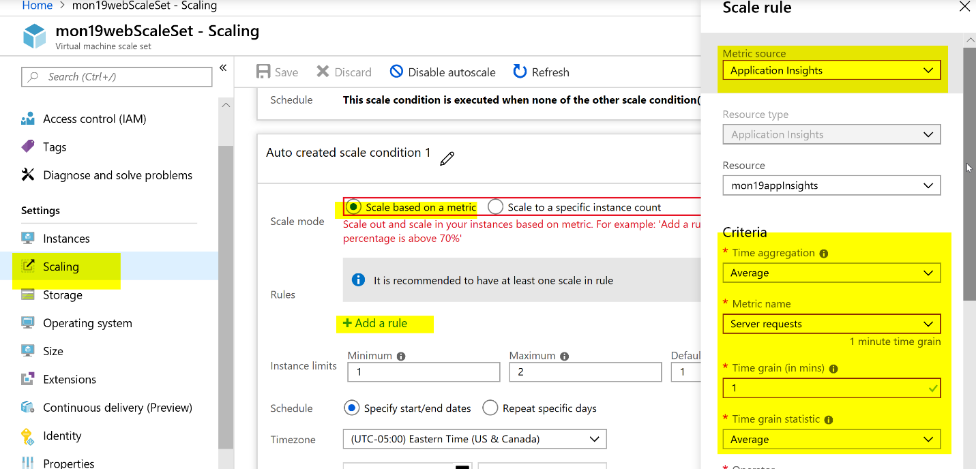 Home > mon19webScaleSet - Scaling
mon19webScaleSet - Scaling
Virtual machine scale set
Search (Ctrl+/)
«
Access control (IAM)
Tags
Diagnose and solve problems
Settings
Instances
Scaling
Storage
Operating system
Size
Extensions
Continuous delivery (Preview)
Identity
Properties
Save
Discard
Disable autoscale
Refresh
Schedule
This scale condition is executed when none of the other scale condition(
Auto created scale condition 1
Scale mode
Scale based on a metric
Scale to a specific instance count
Scale out and scale in your instances based on metric. For example: 'Add a ru
percentage is above 70%'
Rules
It is recommended to have at least one scale in rule
+ Add a rule
Instance limits
Minimum
1
Maximum
2
Defau
1
Schedule
Specify start/end dates
Repeat specific days
Timezone
(UTC-05:00) Eastern Time (US & Canada)
Scale rule
Metric source
Application Insights
Resource type
Application Insights
Resource
mon19appInsights
Criteria
* Time aggregation
Average
* Metric name
Server requests
1 minute time grain
* Time grain (in mins)
1
* Time grain statistic
Average
* Operator